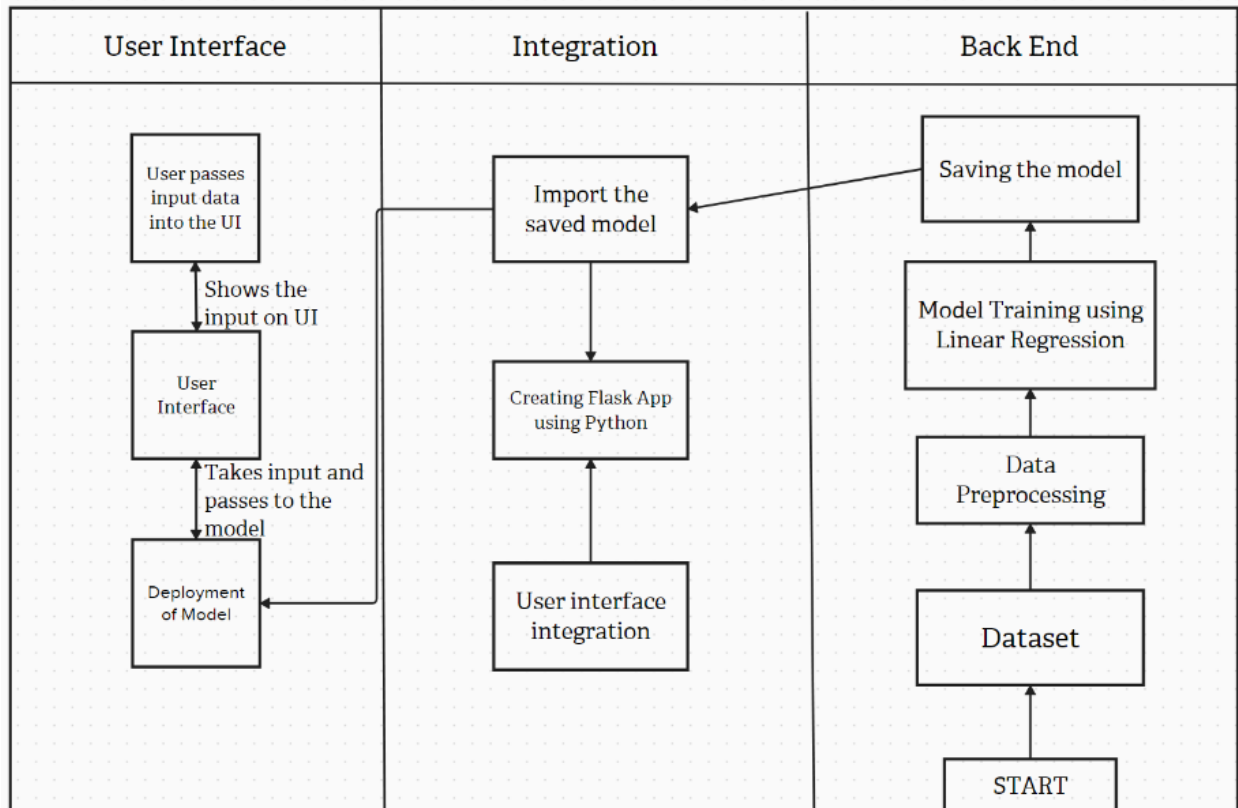 User Interface
Integration
Back End
User passes
input data
into the UI
Shows the
input on UI
User
Interface
Takes input and
passes to the
model
Deployment
of Model
Import the
saved model
Creating Flask App
using Python
User interface
integration
Saving the model
Model Training using
Linear Regression
Data
Preprocessing
Dataset
START